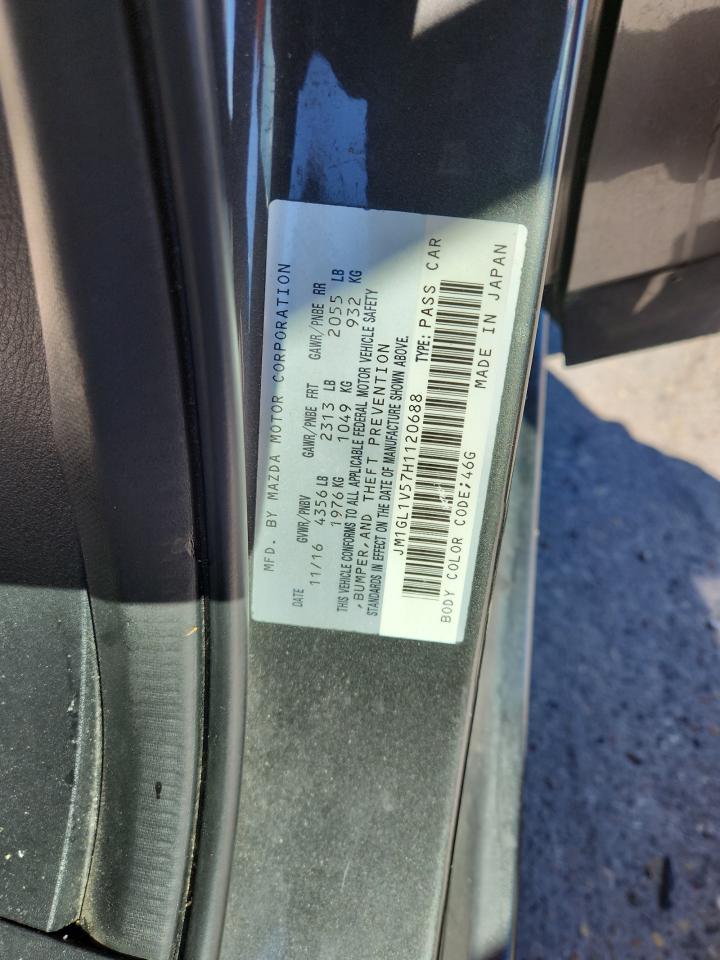 MFD. BY MAZDA MOTOR CORPORATION
DATE GVWR/PNBV GAWR/PNBE FRT GAWR/PNBE RR
11/16 4356 LB 2313 LB 2055 LB
1976 KG 1049 KG 932 KG
THIS VEHICLE CONFORMS TO ALL APPLICABLE FEDERAL MOTOR VEHICLE SAFETY
,BUMPER,AND THEFT PREVENTION
STANDARDS IN EFFECT ON THE DATE OF MANUFACTURE SHOWN ABOVE.
JM1GL1V57H1120688 TYPE: PASS CAR
BODY COLOR CODE;46G
MADE IN JAPAN